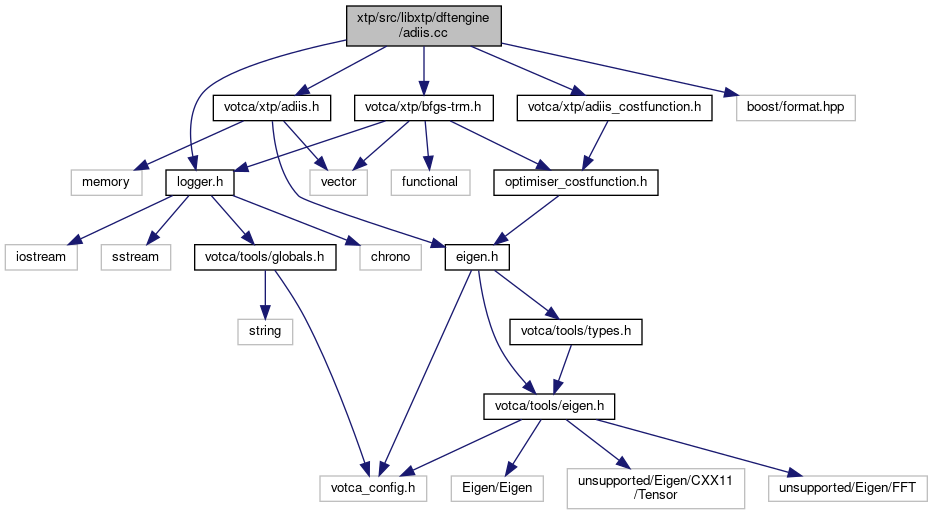 xtp/src/libxtp/dftengine
/adiis.cc
votca/xtp/adiis.h
votca/xtp/bfgs-trm.h
votca/xtp/adiis_costfunction.h
boost/format.hpp
memory
logger.h
vector
functional
optimiser_costfunction.h
iostream
sstream
votca/tools/globals.h
chrono
eigen.h
string
votca/tools/types.h
votca/tools/eigen.h
votca_config.h
Eigen/Eigen
unsupported/Eigen/CXX11
/Tensor
unsupported/Eigen/FFT